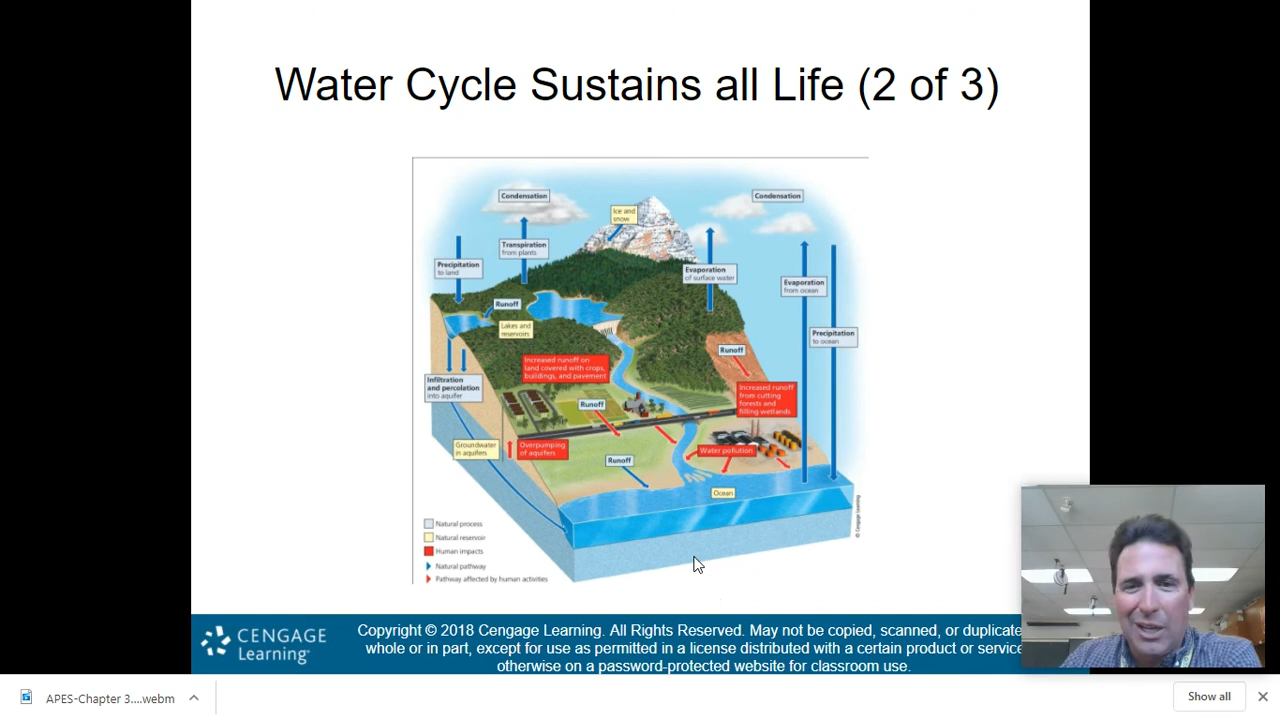 Water Cycle Sustains all Life (2 of 3)
Condensation
Condensation
Ice and
snow
Transpiration
from plants
Precipitation
to land
Evaporation
of surface water
Evaporation
from ocean
Runoff
Lakes and
reservoirs
Precipitation
to ocean
Runoff
Increased runoff on
land covered with crops,
buildings, and pavement
Infiltration
and percolation
into aquifer
Increased runoff
from cutting
forests and
filling wetlands
Runoff
Groundwater
in aquifers
Overpumping
of aquifers
Water pollution
Runoff
Ocean
© Cengage Learning
Natural process
Natural reservoir
Human impacts
Natural pathway
Pathway affected by human activities
CENGAGE
Learning™
Copyright © 2018 Cengage Learning. All Rights Reserved. May not be copied, scanned, or duplicate
whole or in part, except for use as permitted in a license distributed with a certain product or service
otherwise on a password-protected website for classroom use.
APES-Chapter 3....webm
Show all